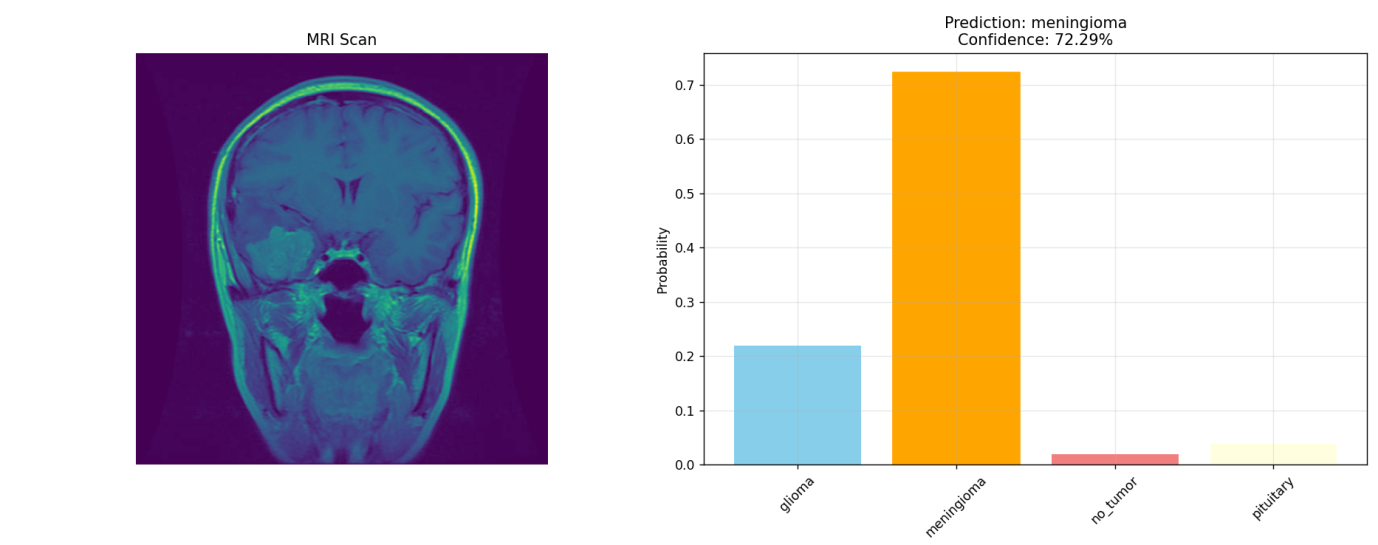 MRI Scan
Prediction: meningioma
Confidence: 72.29%
Probability
0.7
0.6
0.5
0.4
0.3
0.2
0.1
0.0
glioma
meningioma
no_tumor
pituitary